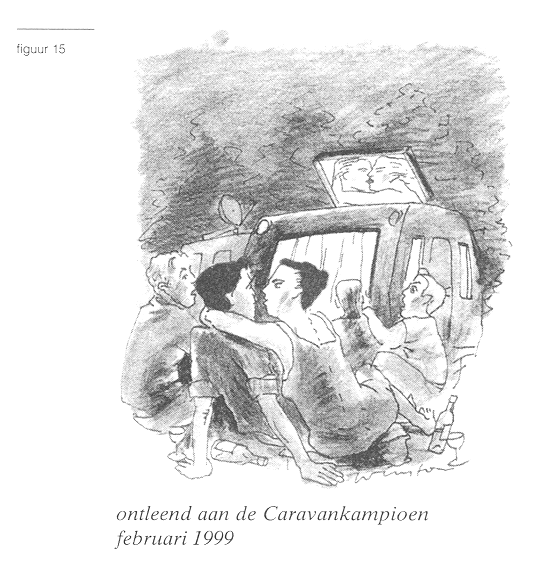 figuur 15
ontleend aan de Caravankampioen
februari 1999